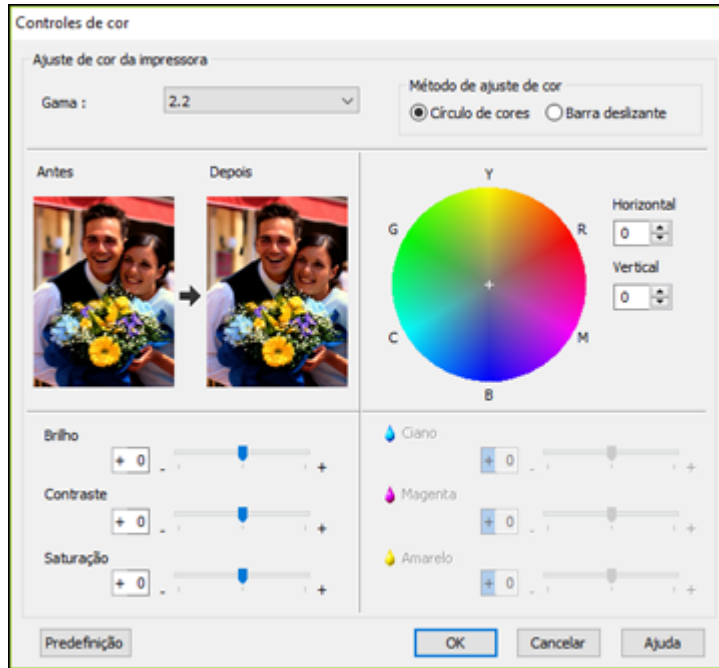 Controles de cor
Ajuste de cor da impressora
Gama :
2.2
Método de ajuste de cor
Círculo de cores
Barra deslizante
Antes
Depois
Y
G
R
C
M
B
Horizontal
0
Vertical
0
Brilho
+ 0
- +
Contraste
+ 0
- +
Saturação
+ 0
- +
Ciano
+ 0
- +
Magenta
+ 0
- +
Amarelo
+ 0
- +
Predefinição
OK
Cancelar
Ajuda